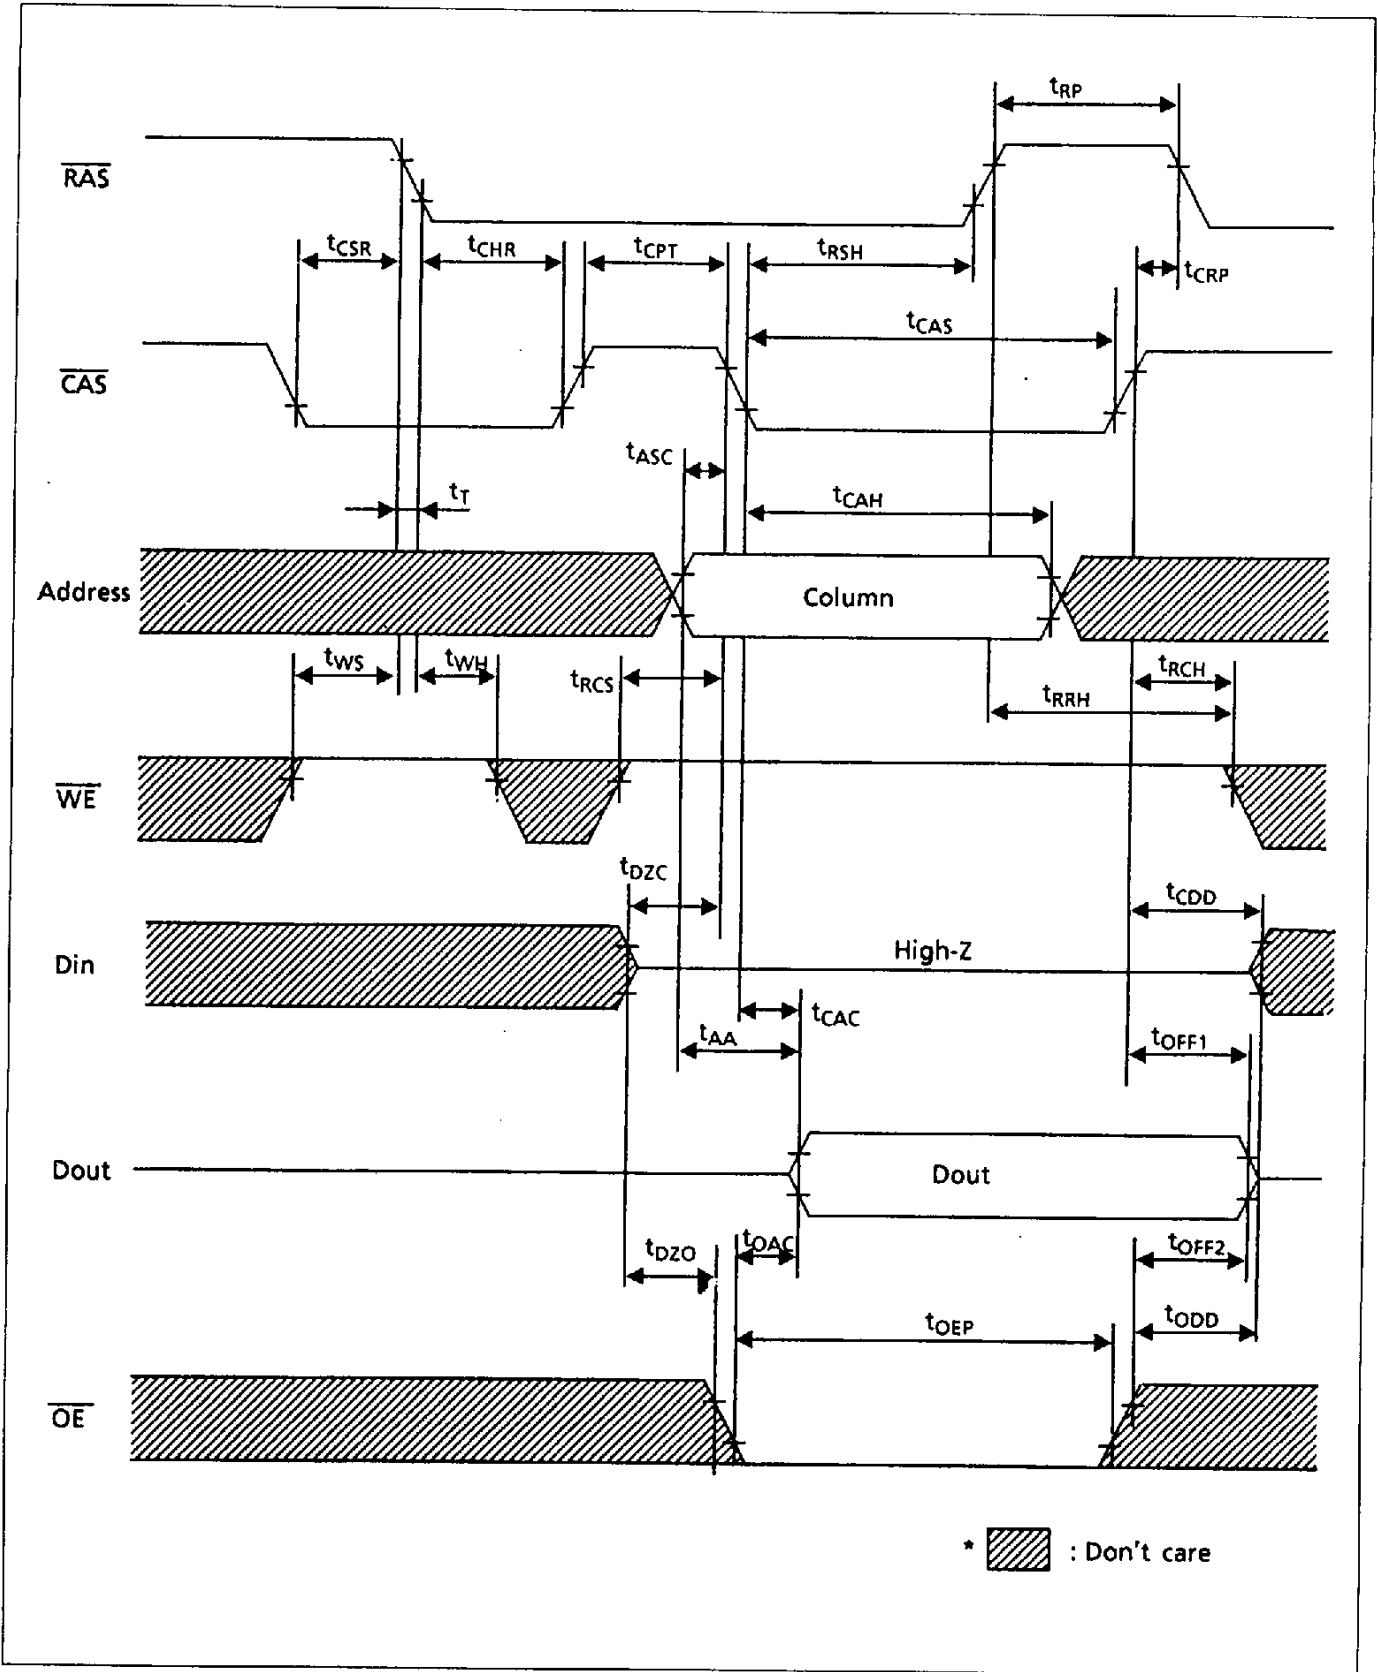 tRP
RAS
tCSR
tCHR
tCPT
tRSH
tCRP
tCAS
CAS
tASC
tT
tCAH
Address
Column
tWS
tWH
tRCS
tRCH
tRRH
WE
tDZC
tCDD
Din
High-Z
tCAC
tAA
tOFF1
Dout
Dout
tDZO
tOAC
tOFF2
tOEP
tODD
OE
* : Don't care